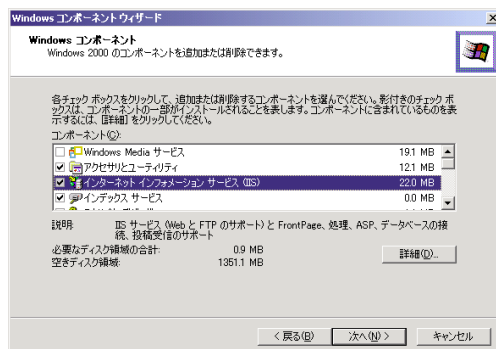 Windows コンポーネント ウィザード
Windows コンポーネント
Windows 2000 のコンポーネントを追加または削除できます。
各チェック ボックスをクリックして、追加または削除するコンポーネントを選んでください。影付きのチェック ボ
ックスは、コンポーネントの一部がインストールされることを表します。コンポーネントに含まれているものを表
示するには、[詳細] をクリックしてください。
コンポーネント(C):
Windows Media サービス 19.1 MB
アクセサリとユーティリティ 12.1 MB
インターネット インフォメーション サービス (IIS) 22.0 MB
インデックス サービス 0.0 MB
説明: IIS サービス (Web と FTP のサポート) と FrontPage、処理、ASP、データベースの接
続、投稿受信のサポート
必要なディスク領域の合計: 0.9 MB
空きディスク領域: 1351.1 MB
詳細(D)...
< 戻る(B)
次へ(N) >
キャンセル